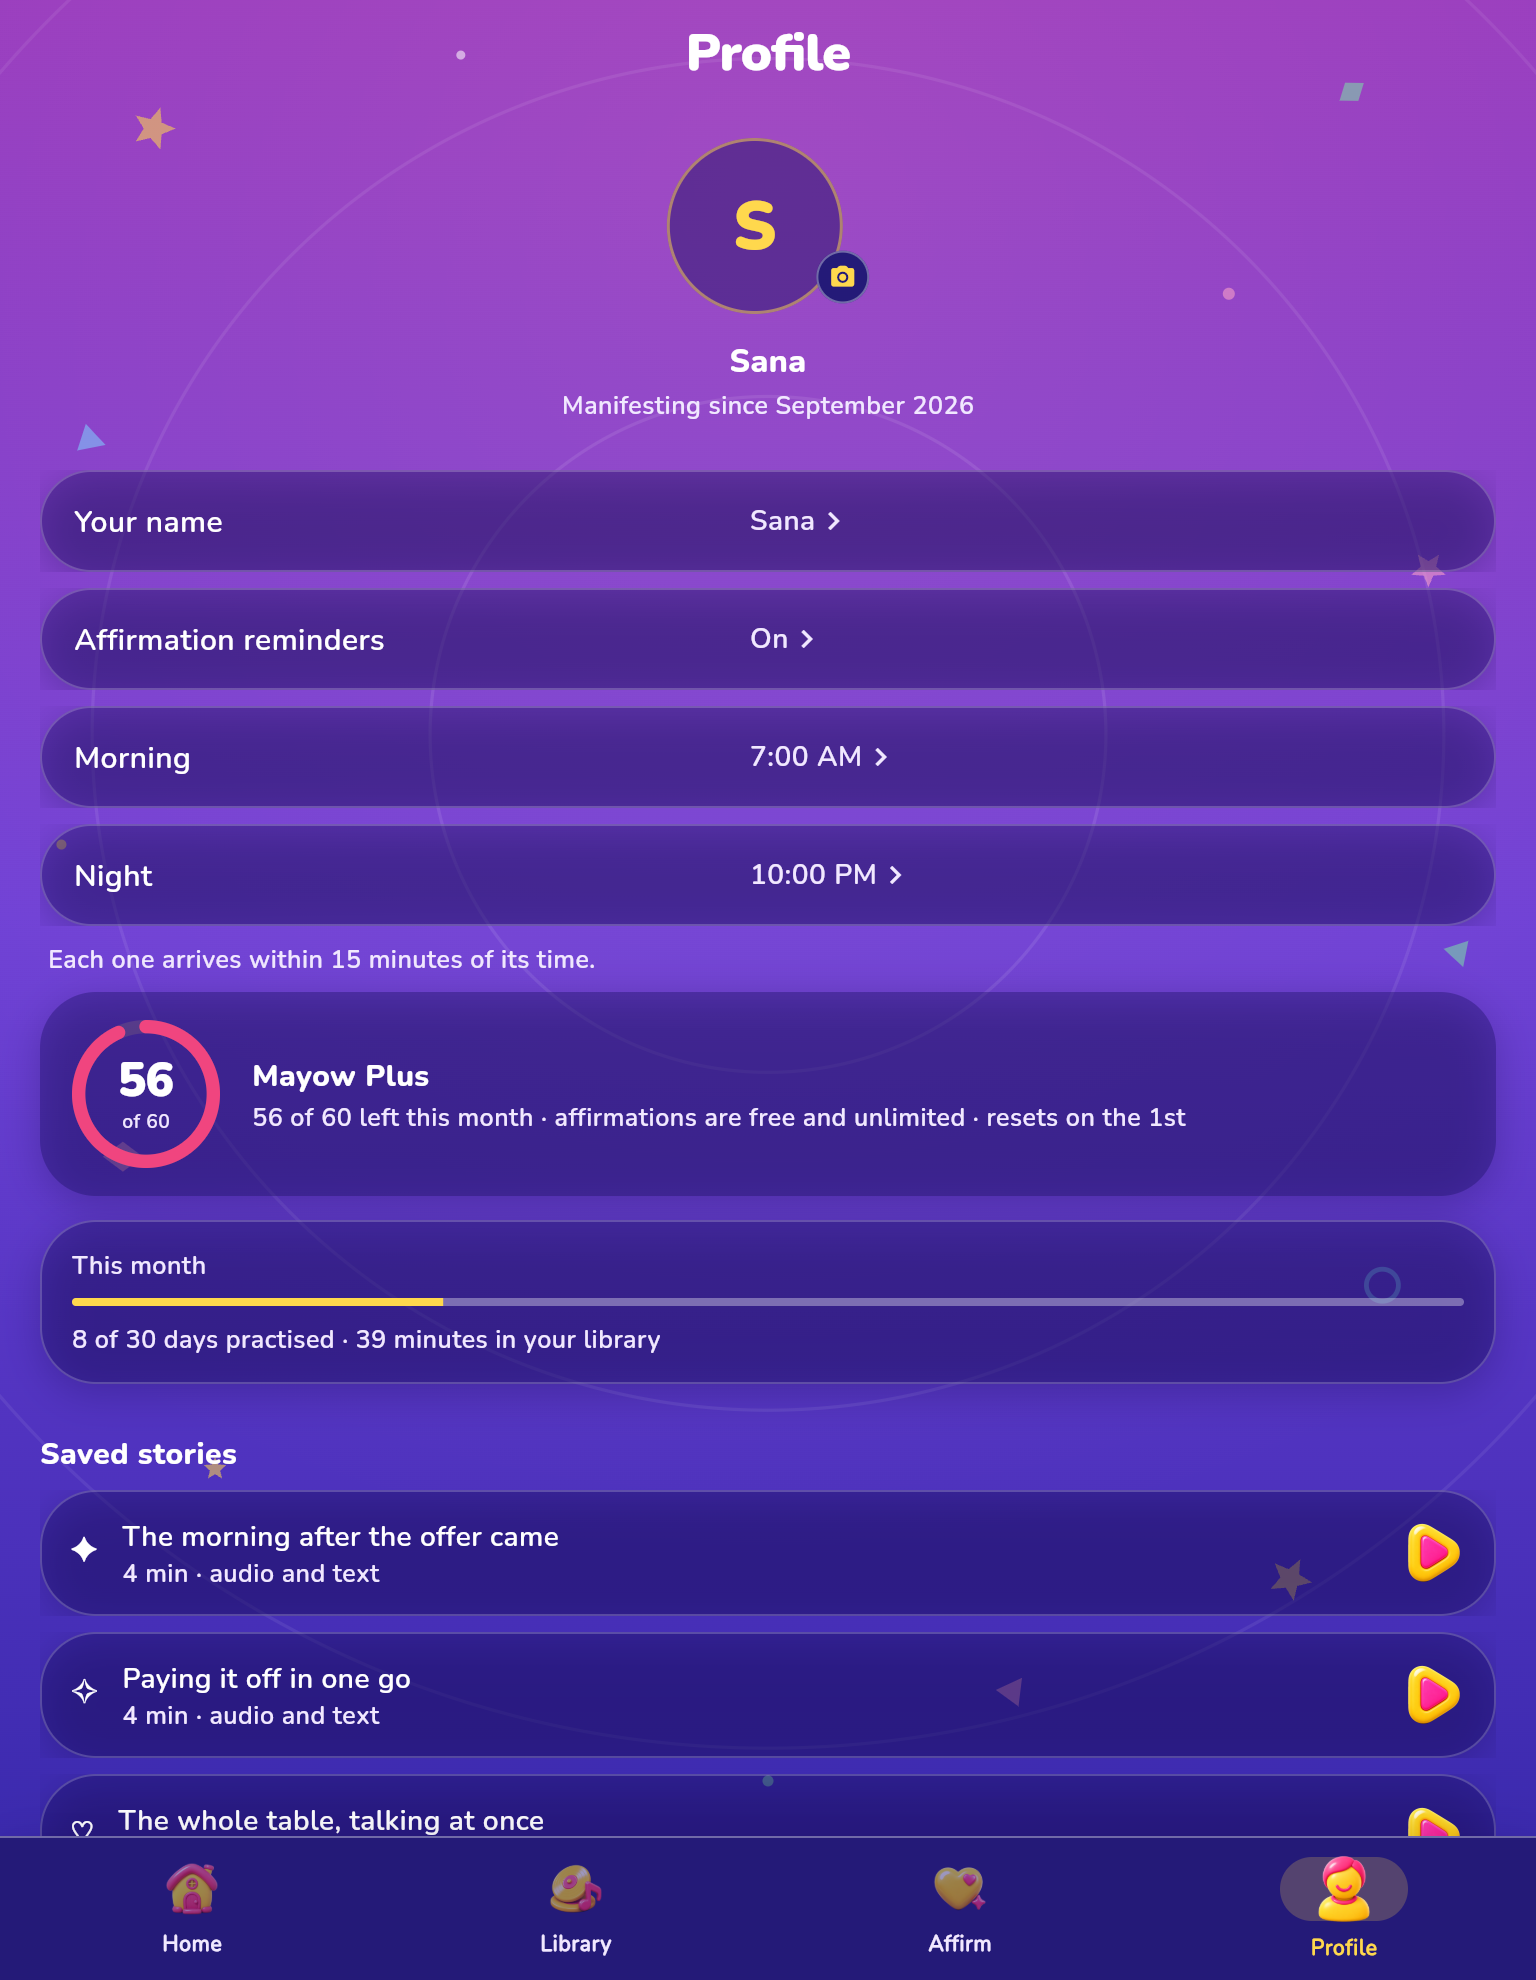 Profile
S
Sana
Manifesting since September 2026
Your name
Sana
Affirmation reminders
On
Morning
7:00 AM
Night
10:00 PM
Each one arrives within 15 minutes of its time.
56
of 60
Mayow Plus
56 of 60 left this month · affirmations are free and unlimited · resets on the 1st
This month
8 of 30 days practised · 39 minutes in your library
Saved stories
The morning after the offer came
4 min · audio and text
Paying it off in one go
4 min · audio and text
The whole table, talking at once
Home
Library
Affirm
Profile